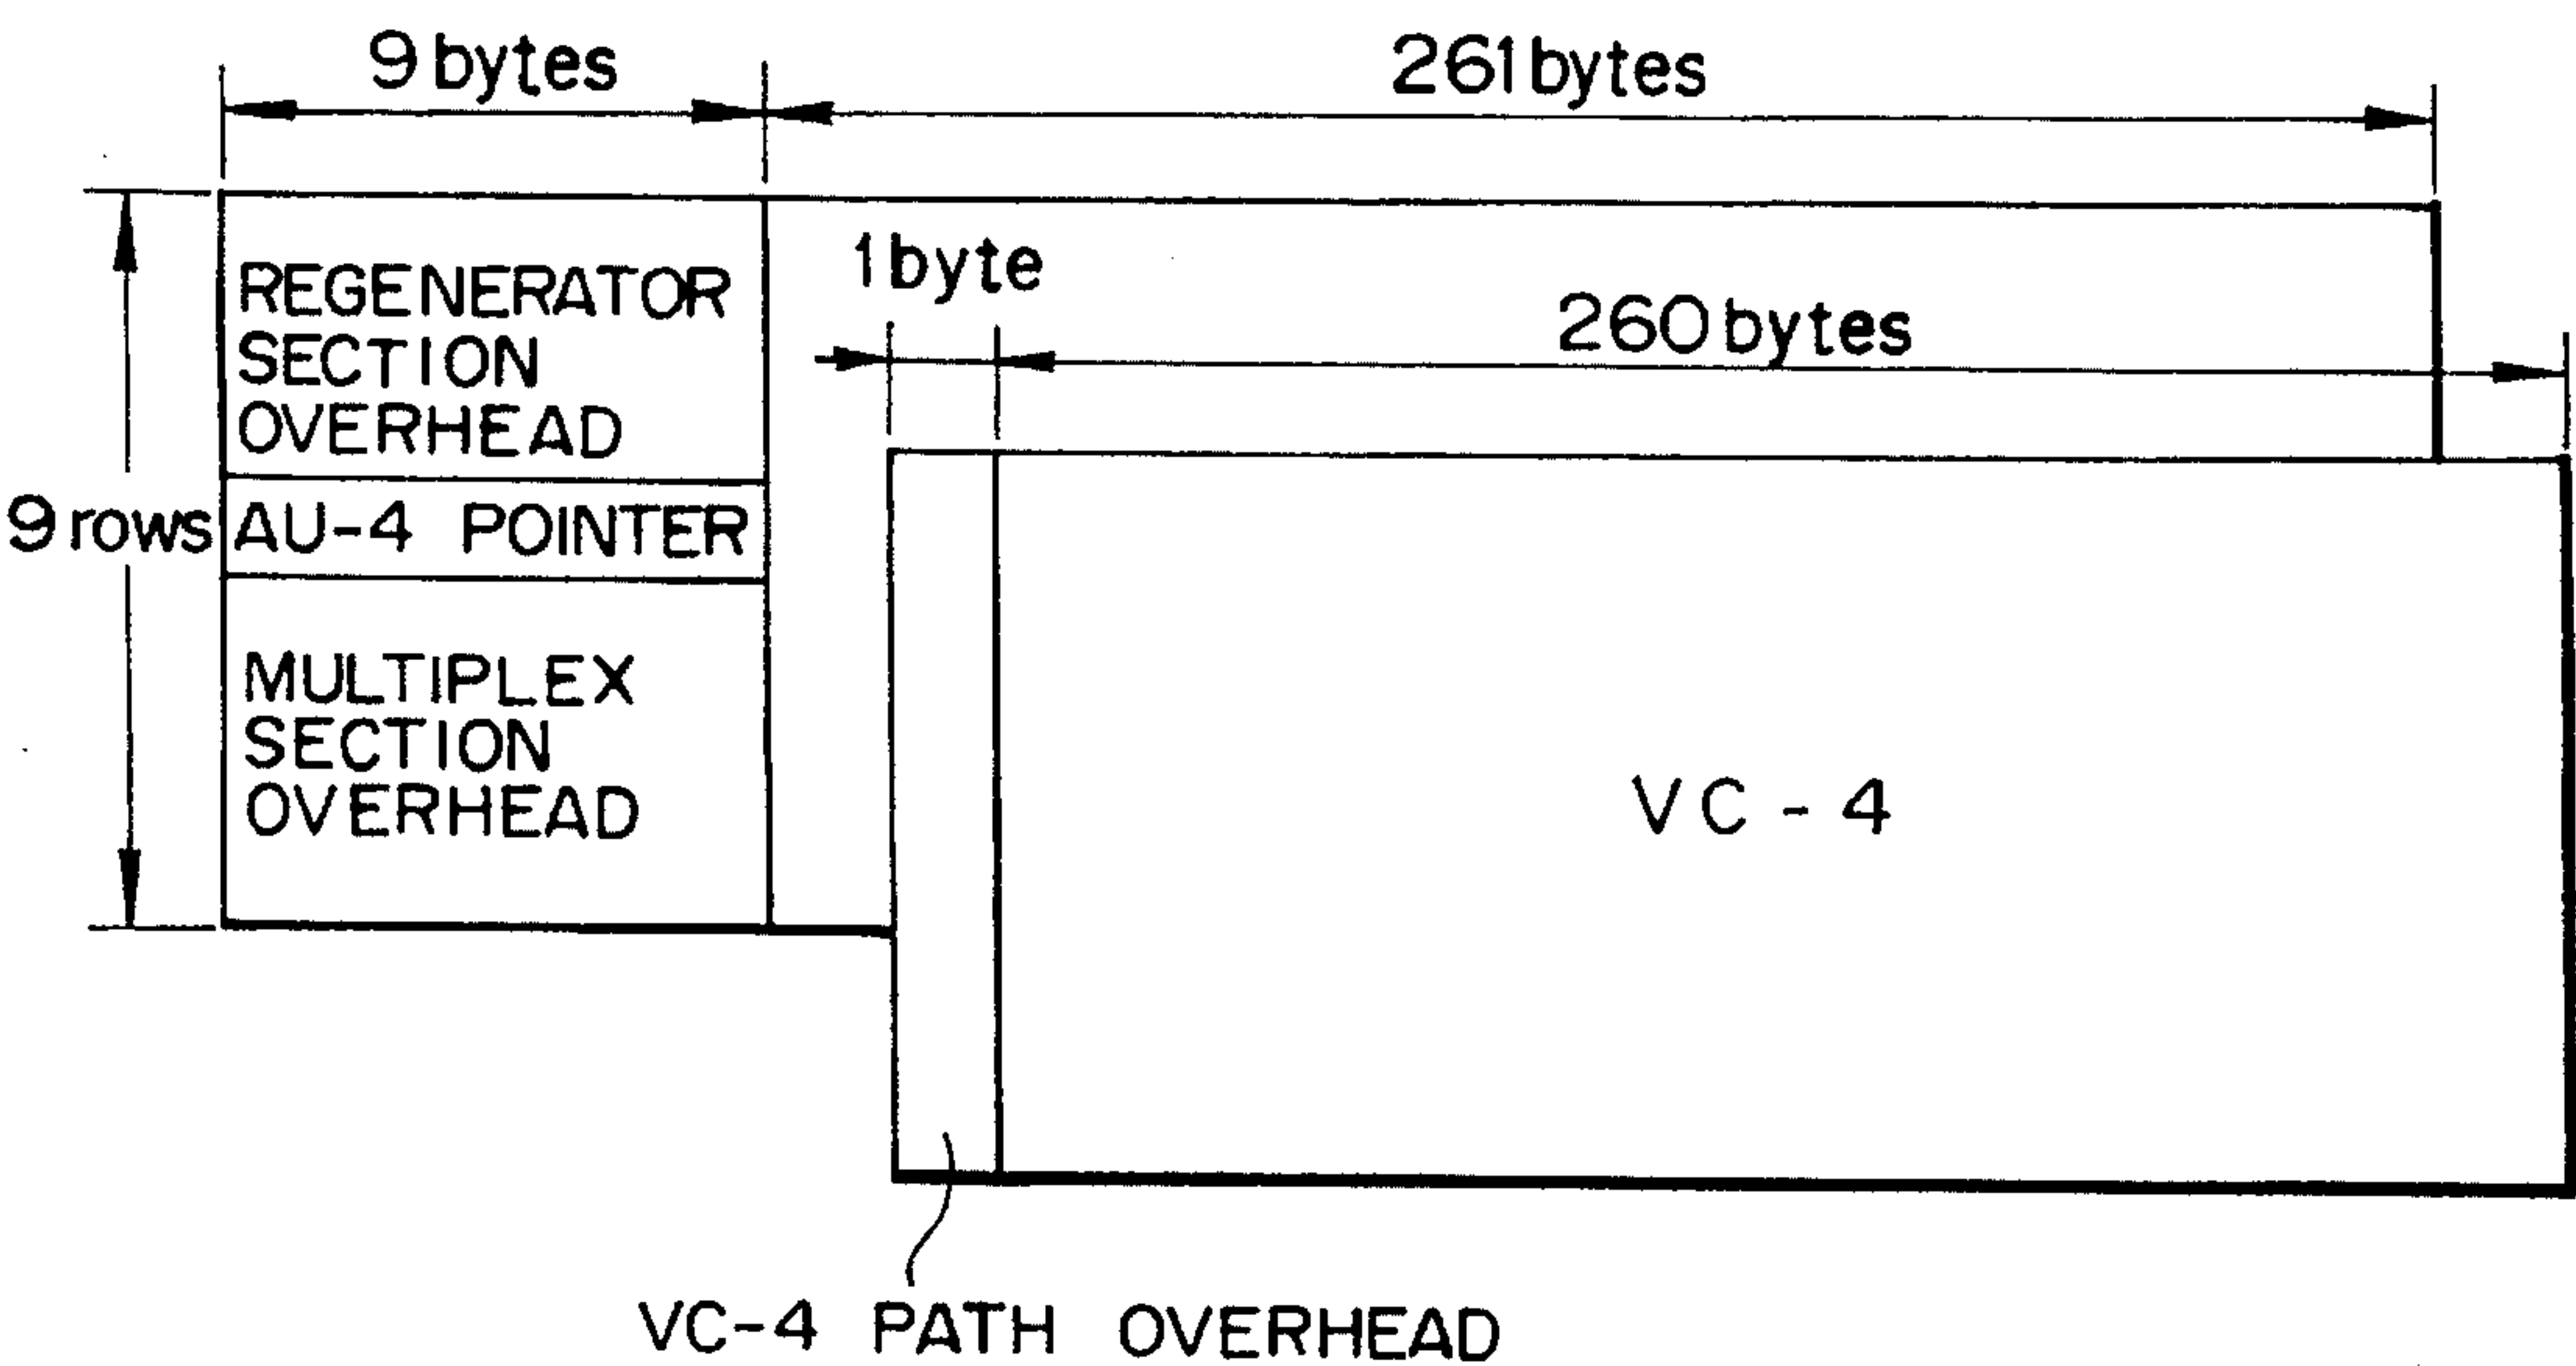 9 bytes
261 bytes
1 byte
260 bytes
REGENERATOR
SECTION
OVERHEAD
9 rows
AU-4 POINTER
MULTIPLEX
SECTION
OVERHEAD
VC-4
VC-4 PATH OVERHEAD